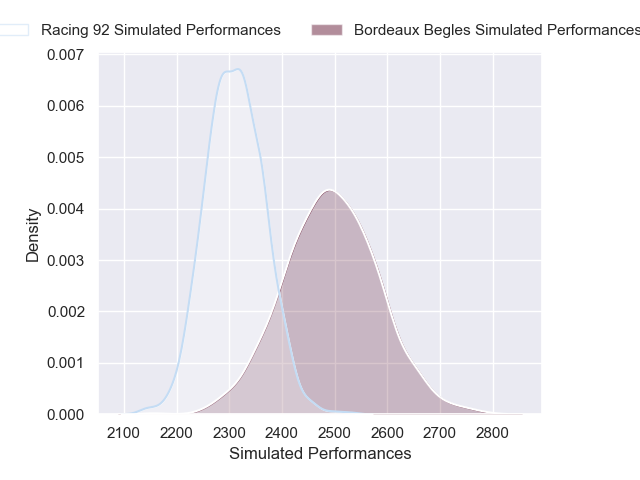 Racing 92 Simulated Performances
Bordeaux Begles Simulated Performances
0.007
0.006
0.005
0.004
0.003
0.002
0.001
0.000
Density
2100 2200 2300 2400 2500 2600 2700 2800
Simulated Performances